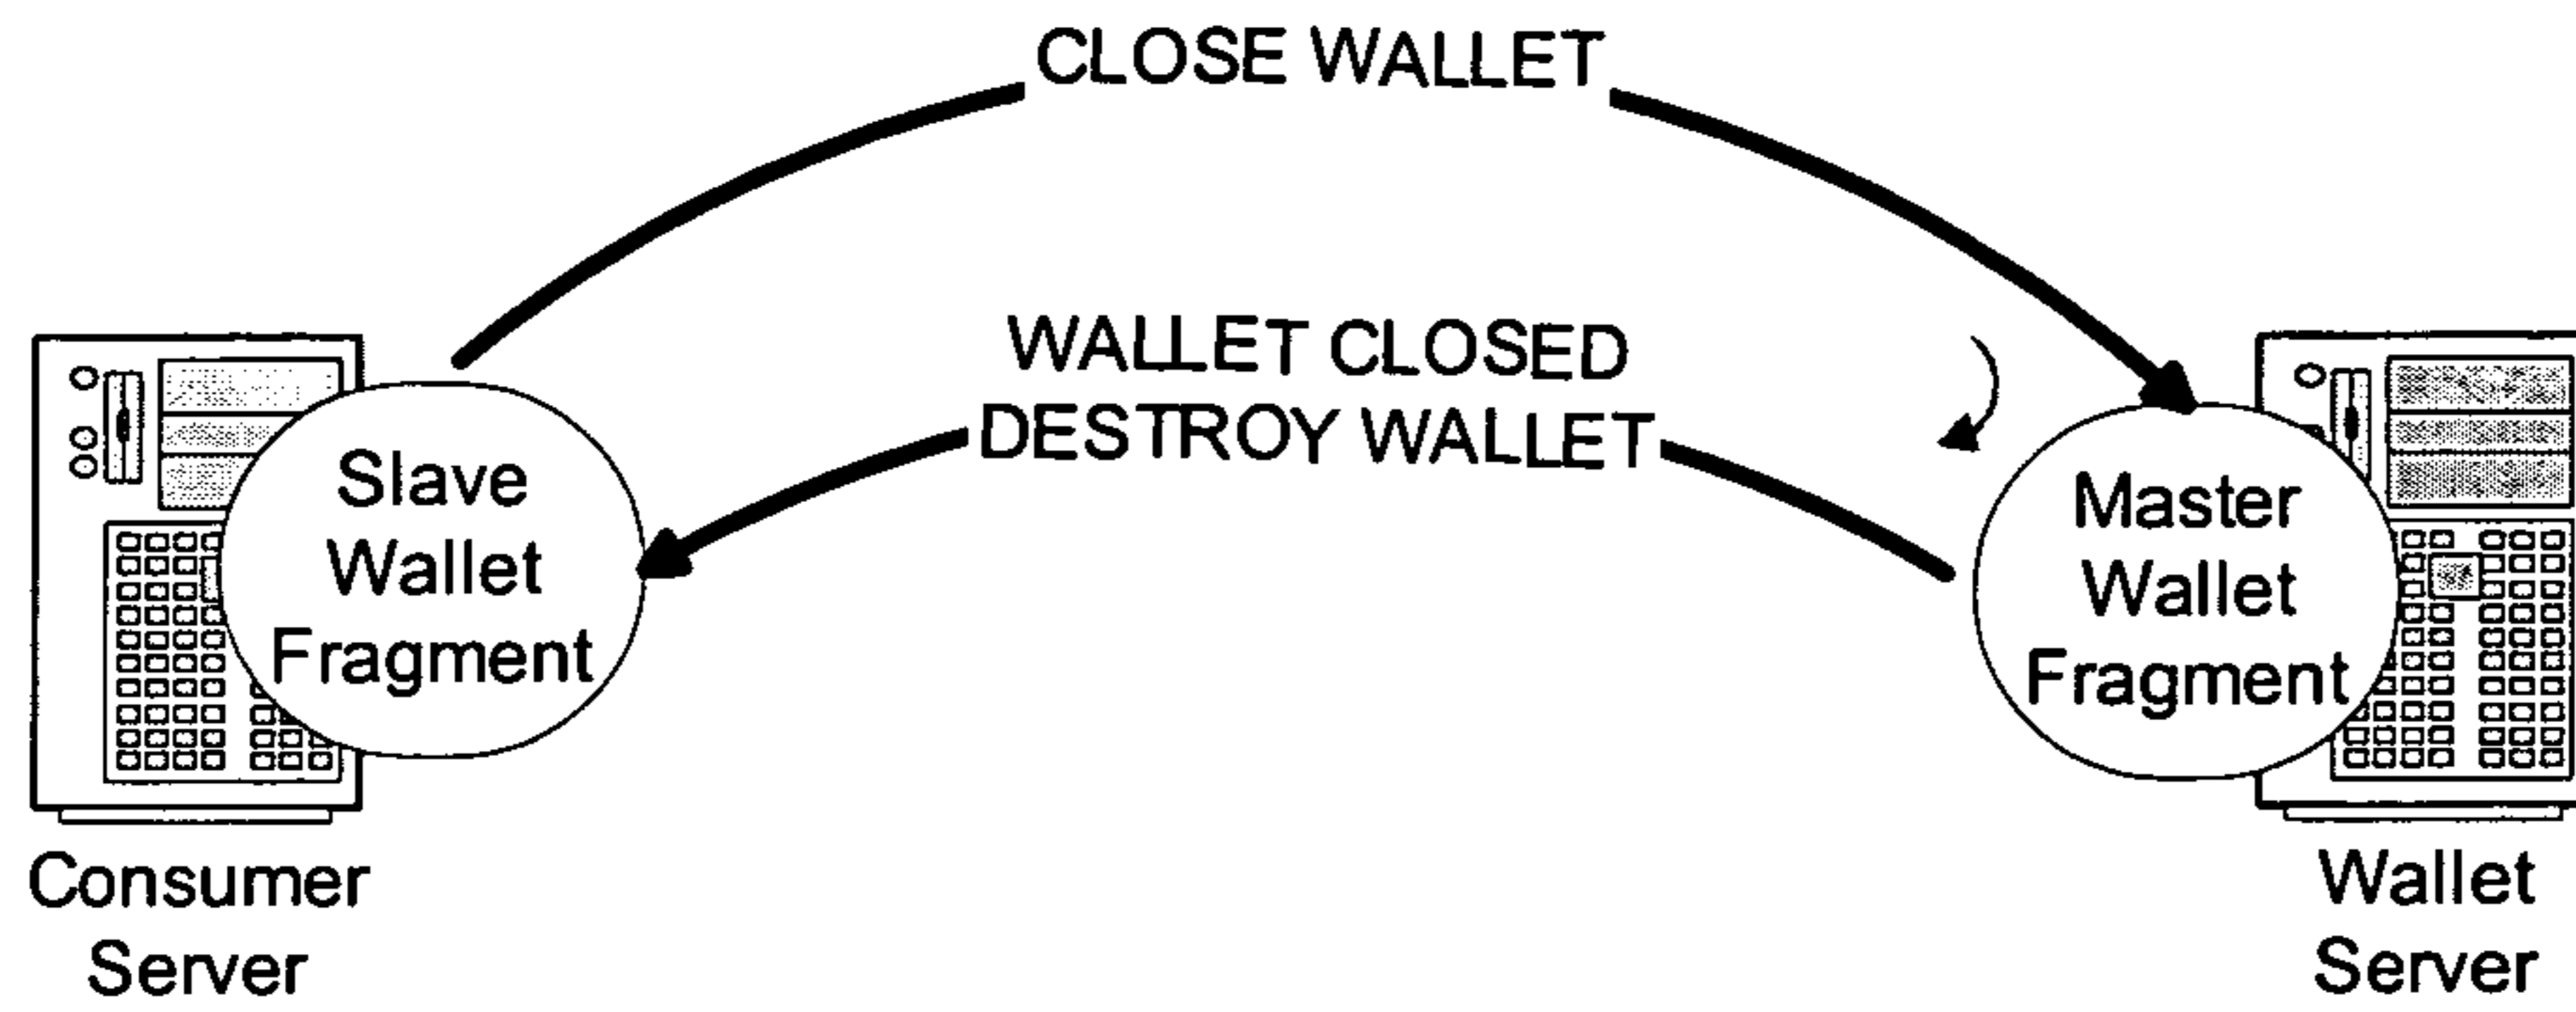 CLOSE WALLET
WALLET CLOSED
DESTROY WALLET
Slave
Wallet
Fragment
Master
Wallet
Fragment
Consumer
Server
Wallet
Server